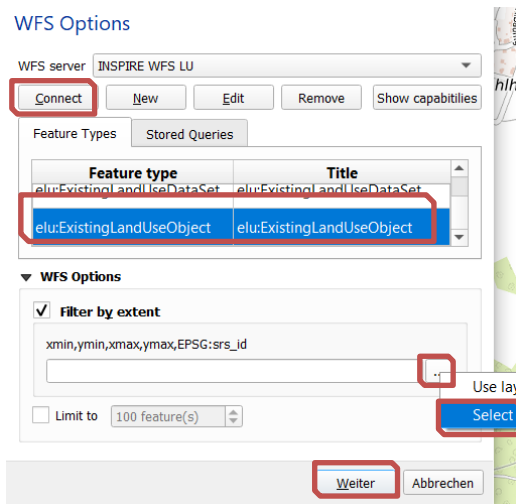 WFS Options
WFS server INSPIRE WFS LU
Connect New Edit Remove Show capabitilies
Feature Types Stored Queries
Feature type Title
elu:ExistingLandUseDataSet elu:ExistingLandUseDataSet
elu:ExistingLandUseObject elu:ExistingLandUseObject
WFS Options
Filter by extent
xmin,ymin,xmax,ymax,EPSG:srs_id
...
Use lay
Limit to 100 feature(s) Select
Weiter Abbrechen